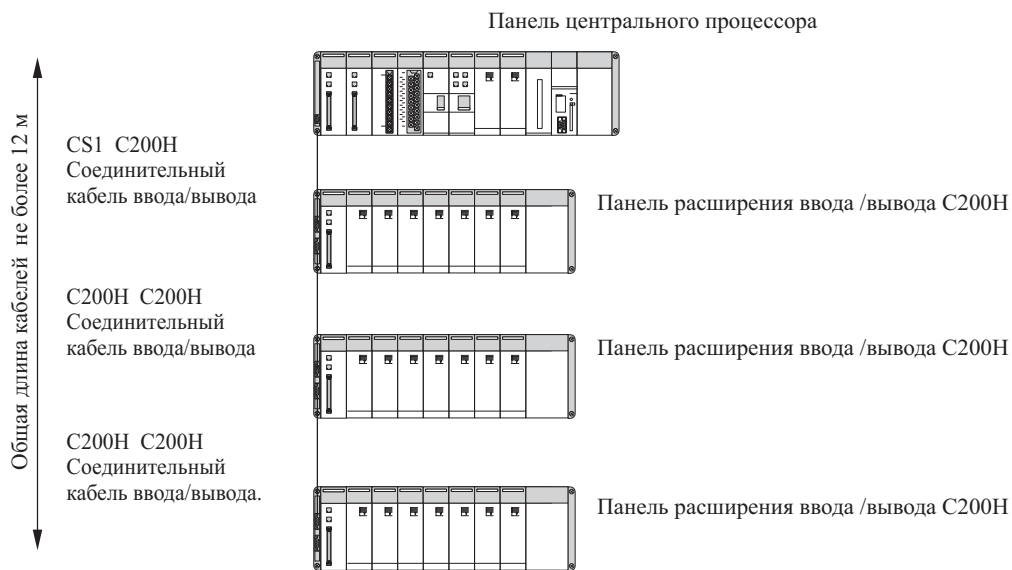 Панель центрального процессора
CS1 C200H
Соединительный
кабель ввода/вывода
Панель расширения ввода /вывода C200H
Общая длина кабелей не более 12 м
C200H C200H
Соединительный
кабель ввода/вывода
Панель расширения ввода /вывода C200H
C200H C200H
Соединительный
кабель ввода/вывода.
Панель расширения ввода /вывода C200H